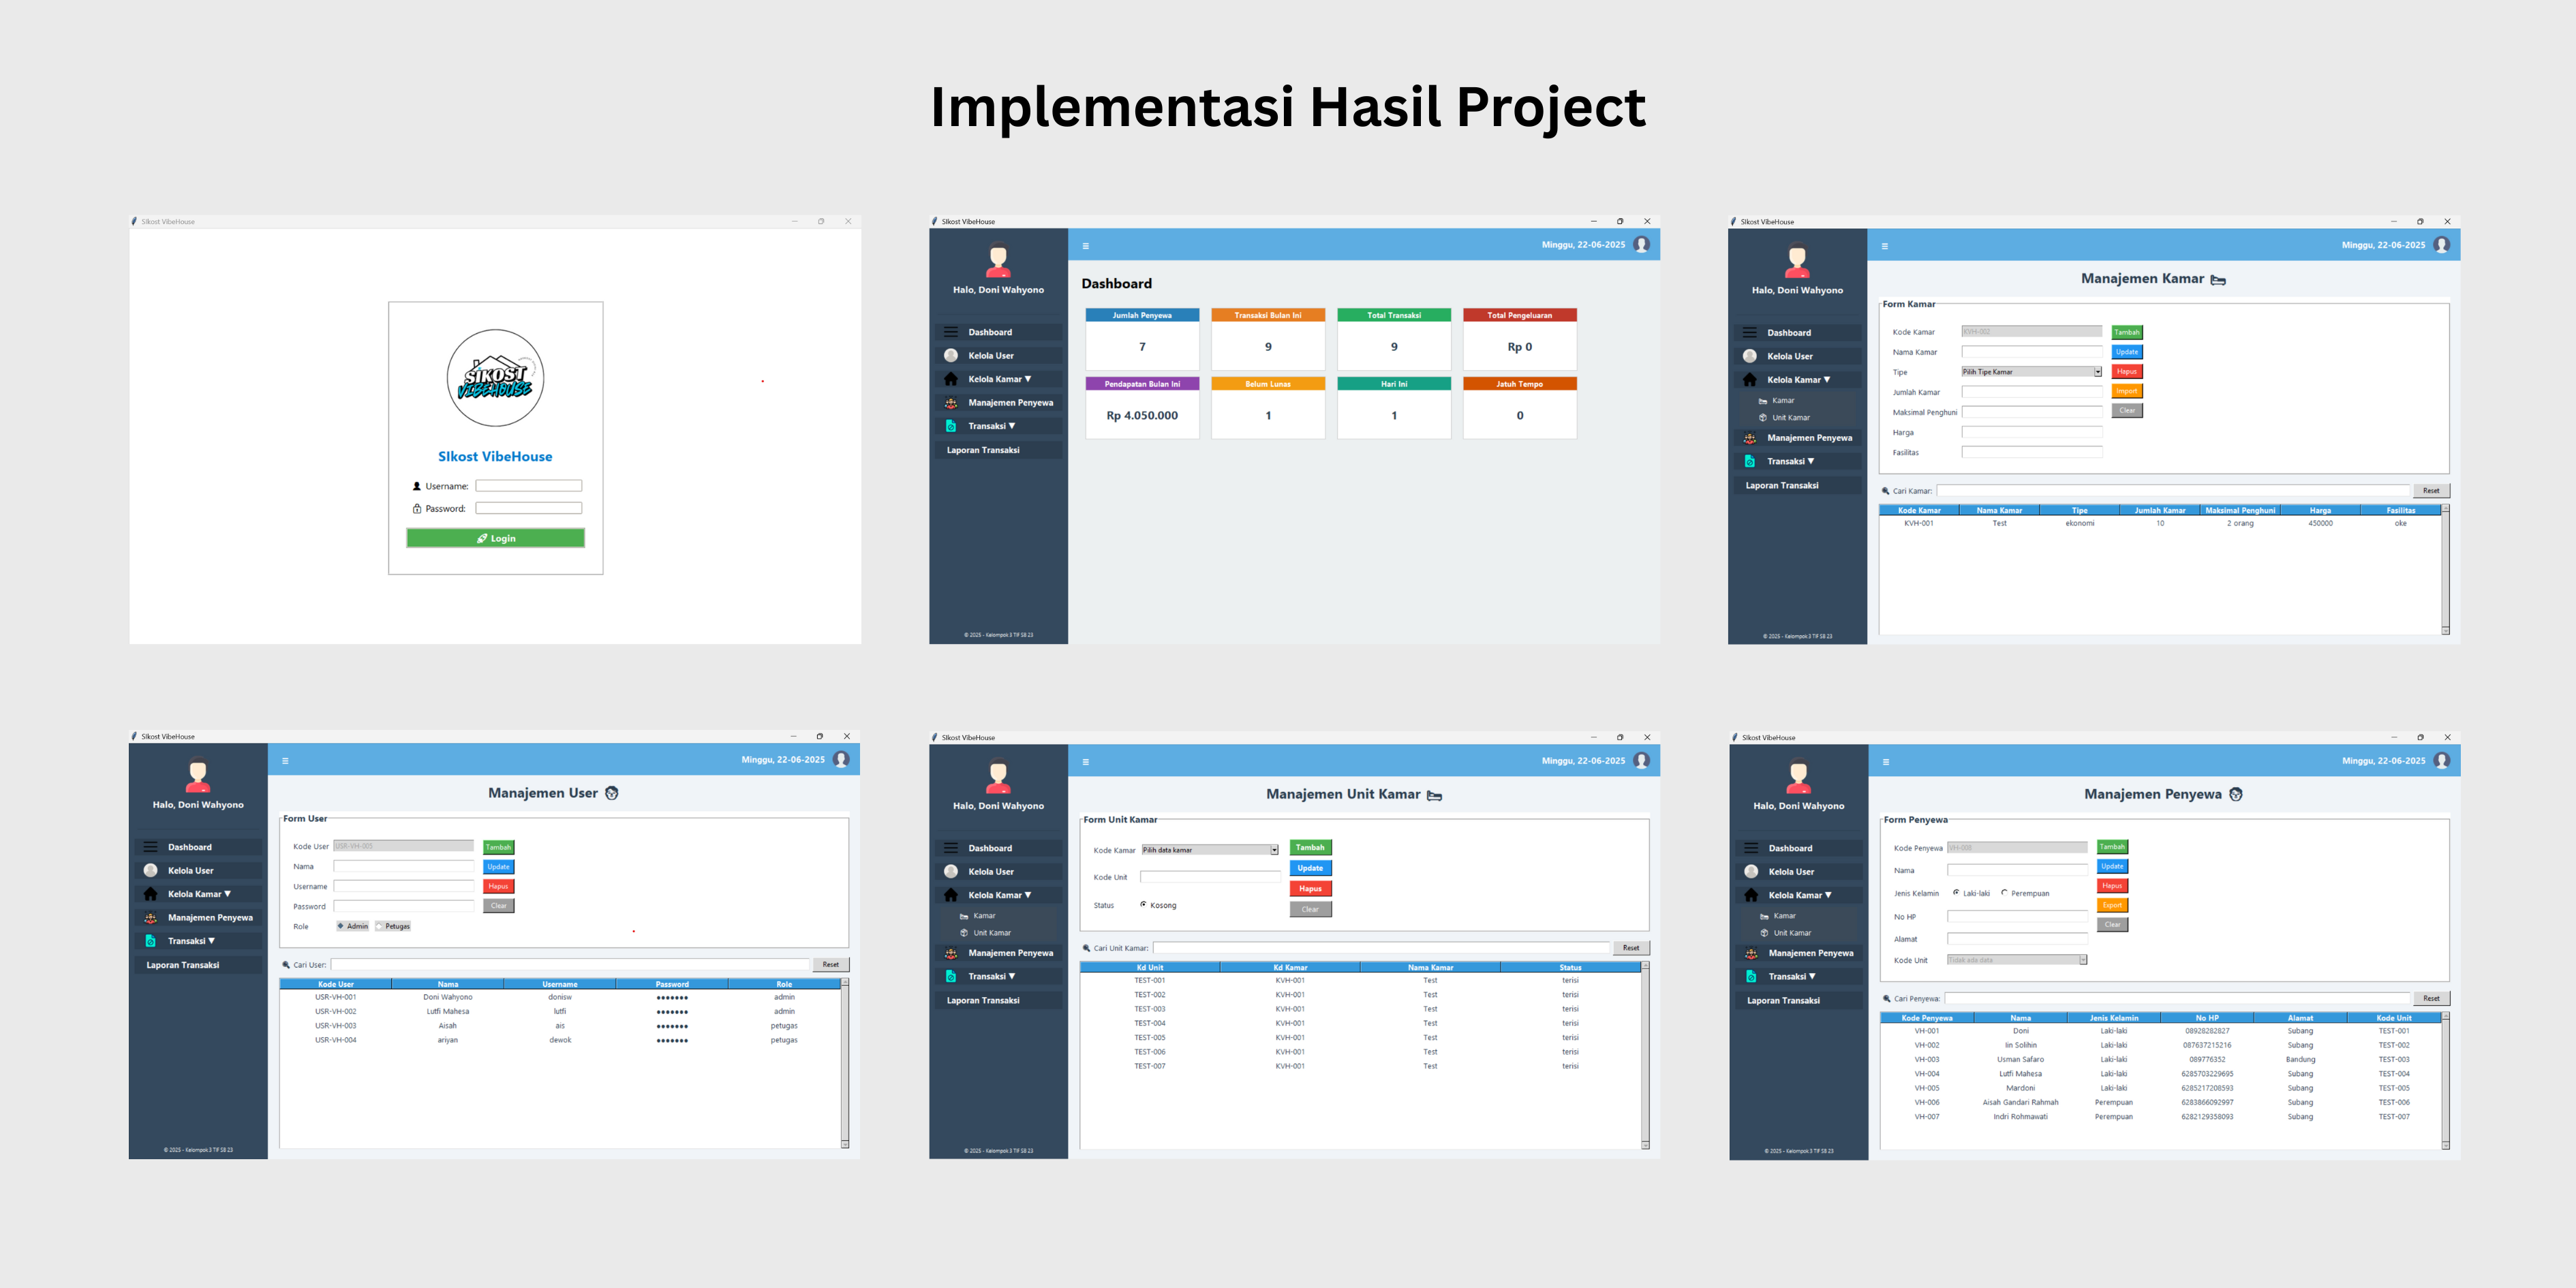 Implementasi Hasil Project
SIkost VibeHouse
SIKOST
VIBEHOUSE
SIkost VibeHouse
Username:
Password:
Login
SIkost VibeHouse
Minggu, 22-06-2025
Halo, Doni Wahyono
Dashboard
Kelola User
Kelola Kamar ▼
Manajemen Penyewa
Transaksi ▼
Laporan Transaksi
© 2025 - Kelompok 3 TIF SB 23
Dashboard
Jumlah Penyewa Transaksi Bulan Ini Total Transaksi Total Pengeluaran
7 9 9 Rp 0
Pendapatan Bulan Ini Belum Lunas Hari Ini Jatuh Tempo
Rp 4.050.000 1 1 0
SIkost VibeHouse
Minggu, 22-06-2025
Halo, Doni Wahyono
Dashboard
Kelola User
Kelola Kamar ▼
Kamar
Unit Kamar
Manajemen Penyewa
Transaksi ▼
Laporan Transaksi
© 2025 - Kelompok 3 TIF SB 23
Manajemen Kamar
Form Kamar
Kode Kamar KVH-002 Tambah
Nama Kamar Update
Tipe Pilih Tipe Kamar Hapus
Jumlah Kamar Import
Maksimal Penghuni Clear
Harga
Fasilitas
Cari Kamar: Reset
Kode Kamar Nama Kamar Tipe Jumlah Kamar Maksimal Penghuni Harga Fasilitas
KVH-001 Test ekonomi 10 2 orang 450000 oke
SIkost VibeHouse
Minggu, 22-06-2025
Halo, Doni Wahyono
Dashboard
Kelola User
Kelola Kamar ▼
Manajemen Penyewa
Transaksi ▼
Laporan Transaksi
© 2025 - Kelompok 3 TIF SB 23
Manajemen User
Form User
Kode User USR-VH-005 Tambah
Nama Update
Username Hapus
Password Clear
Role Admin Petugas
Cari User: Reset
Kode User Nama Username Password Role
USR-VH-001 Doni Wahyono donisw ●●●●●●● admin
USR-VH-002 Lutfi Mahesa lutfi ●●●●●●● admin
USR-VH-003 Aisah ais ●●●●●●● petugas
USR-VH-004 ariyan dewok ●●●●●●● petugas
SIkost VibeHouse
Minggu, 22-06-2025
Halo, Doni Wahyono
Dashboard
Kelola User
Kelola Kamar ▼
Kamar
Unit Kamar
Manajemen Penyewa
Transaksi ▼
Laporan Transaksi
© 2025 - Kelompok 3 TIF SB 23
Manajemen Unit Kamar
Form Unit Kamar
Kode Kamar Pilih data kamar Tambah
Update
Kode Unit
Hapus
Status Kosong Clear
Cari Unit Kamar: Reset
Kd Unit Kd Kamar Nama Kamar Status
TEST-001 KVH-001 Test terisi
TEST-002 KVH-001 Test terisi
TEST-003 KVH-001 Test terisi
TEST-004 KVH-001 Test terisi
TEST-005 KVH-001 Test terisi
TEST-006 KVH-001 Test terisi
TEST-007 KVH-001 Test terisi
SIkost VibeHouse
Minggu, 22-06-2025
Halo, Doni Wahyono
Dashboard
Kelola User
Kelola Kamar ▼
Kamar
Unit Kamar
Manajemen Penyewa
Transaksi ▼
Laporan Transaksi
© 2025 - Kelompok 3 TIF SB 23
Manajemen Penyewa
Form Penyewa
Kode Penyewa VH-008 Tambah
Nama Update
Jenis Kelamin Laki-laki Perempuan Hapus
Export
No HP Clear
Alamat
Kode Unit Tidak ada data
Cari Penyewa: Reset
Kode Penyewa Nama Jenis Kelamin No HP Alamat Kode Unit
VH-001 Doni Laki-laki 08928282827 Subang TEST-001
VH-002 Iin Solihin Laki-laki 087637215216 Subang TEST-002
VH-003 Usman Safaro Laki-laki 089776352 Bandung TEST-003
VH-004 Lutfi Mahesa Laki-laki 6285703229695 Subang TEST-004
VH-005 Mardoni Laki-laki 6285217208593 Subang TEST-005
VH-006 Aisah Gandari Rahmah Perempuan 6283866092997 Subang TEST-006
VH-007 Indri Rohmawati Perempuan 6282129358093 Subang TEST-007